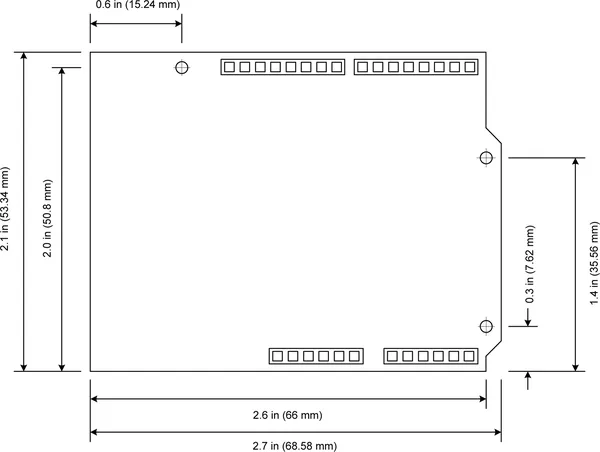 0.6 in (15.24 mm)
2.1 in (53.34 mm)
2.0 in (50.8 mm)
0.3 in (7.62 mm)
1.4 in (35.56 mm)
2.6 in (66 mm)
2.7 in (68.58 mm)